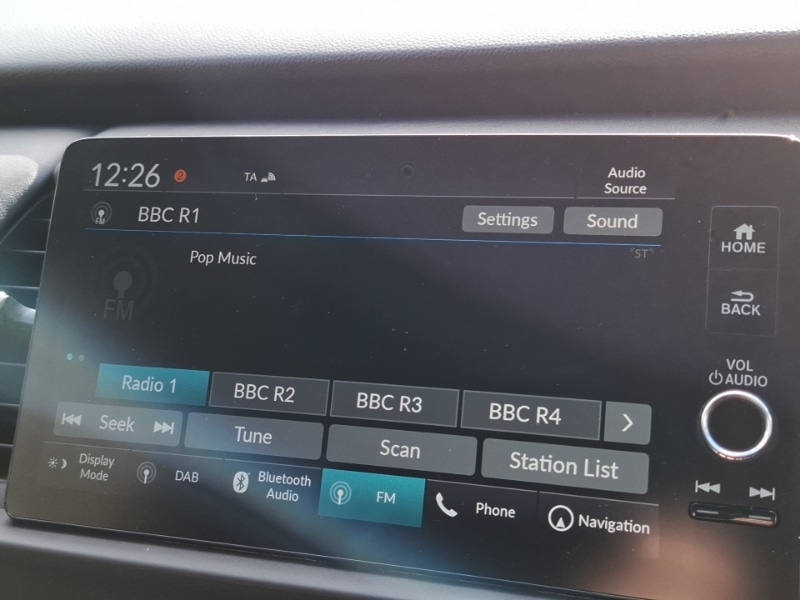 12:26 2 TA Audio
Source
FM BBC R1 Settings Sound
HOME
Pop Music "ST"
FM
BACK
VOL
AUDIO
Radio 1 BBC R2 BBC R3 BBC R4
Seek Tune Scan Station List
Display
Mode
DAB
Bluetooth
Audio
FM
Phone
Navigation